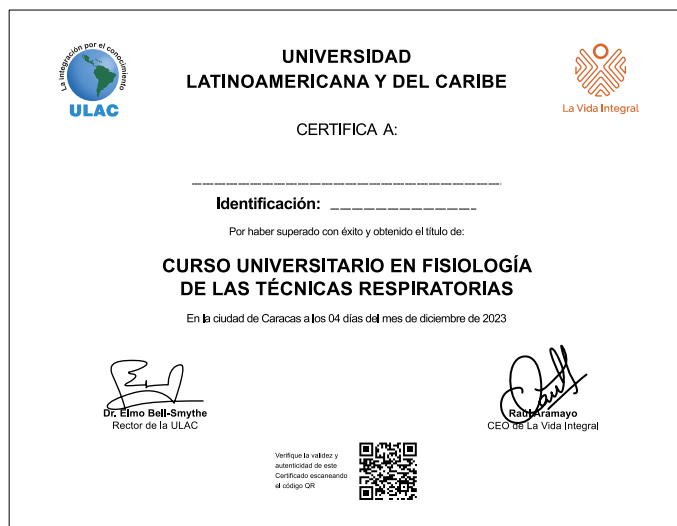 La integración por el conocimiento
ULAC
UNIVERSIDAD
LATINOAMERICANA Y DEL CARIBE
La Vida Integral
CERTIFICA A:
Identificación:
Por haber superado con éxito y obtenido el título de:
CURSO UNIVERSITARIO EN FISIOLOGÍA
DE LAS TÉCNICAS RESPIRATORIAS
En la ciudad de Caracas a los 04 días del mes de diciembre de 2023
Dr. Elmo Bell-Smythe
Rector de la ULAC
Raúl Aramayo
CEO de La Vida Integral
Verifique la validez y
autenticidad de este
Certificado escaneando
el código QR